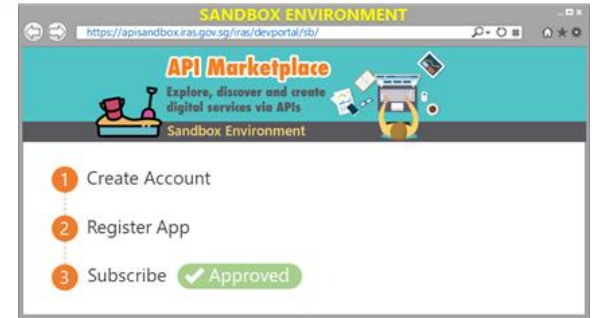 SANDBOX ENVIRONMENT
https://apisandbox.iras.gov.sg/iras/devportal/sb/
API Marketplace
Explore, discover and create
digital services via APIs
Sandbox Environment
1 Create Account
2 Register App
3 Subscribe Approved